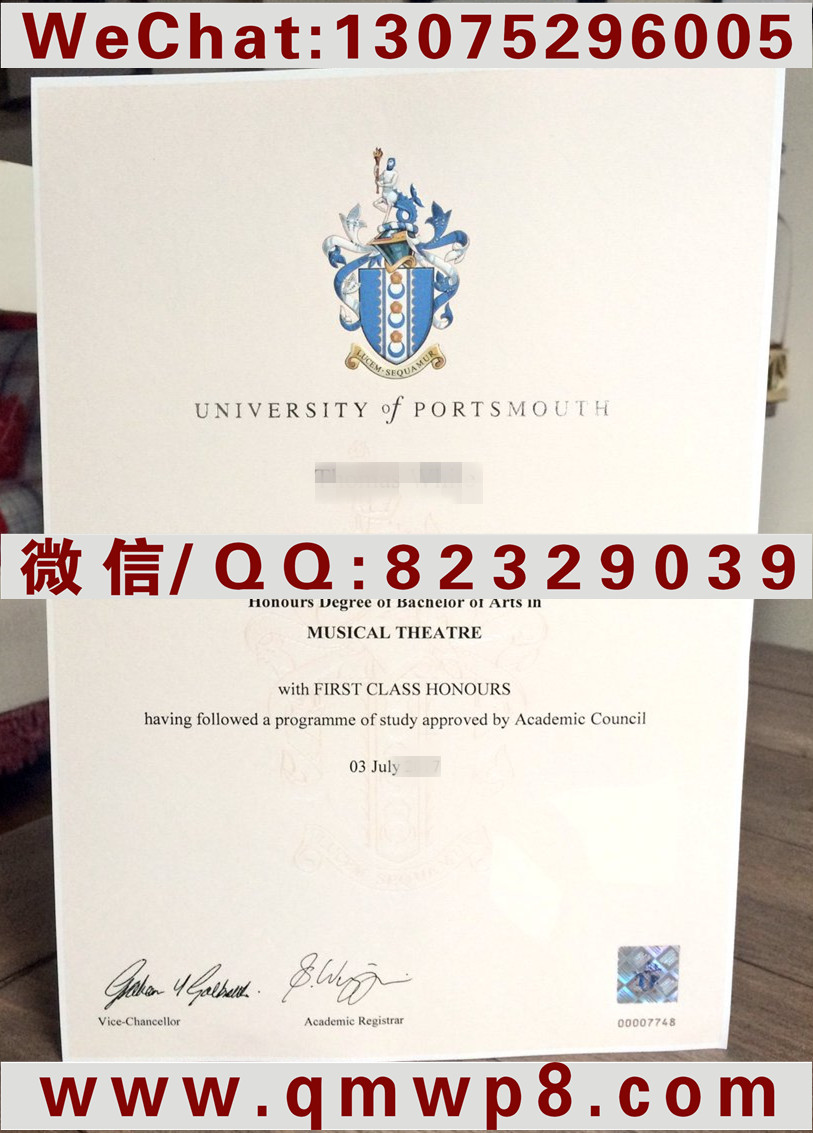 WeChat:13075296005
LUCEM·SEQUAMUR
UNIVERSITY of PORTSMOUTH
微信/QQ:82329039
Honours Degree of Bachelor of Arts in
MUSICAL THEATRE
with FIRST CLASS HONOURS
having followed a programme of study approved by Academic Council
03 July
Vice-Chancellor
Academic Registrar
00007748
www.qmwp8.com